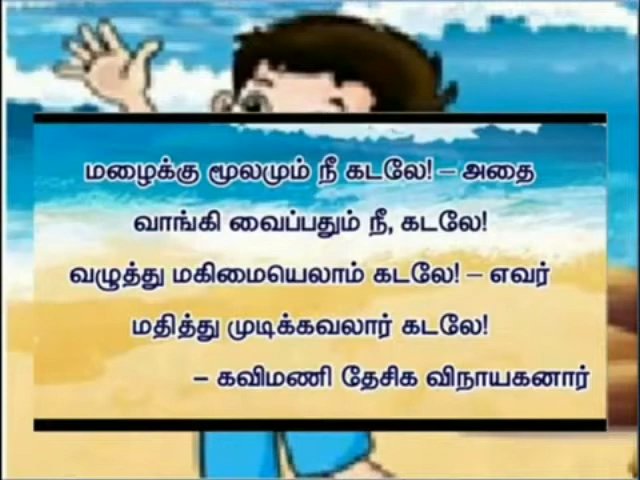 மழைக்கு மூலமும் நீ கடலே! – அதை
வாங்கி வைப்பதும் நீ, கடலே!
வழுத்து மகிமையெலாம் கடலே! – எவர்
மதித்து முடிக்கவலார் கடலே!
– கவிமணி தேசிக விநாயகனார்